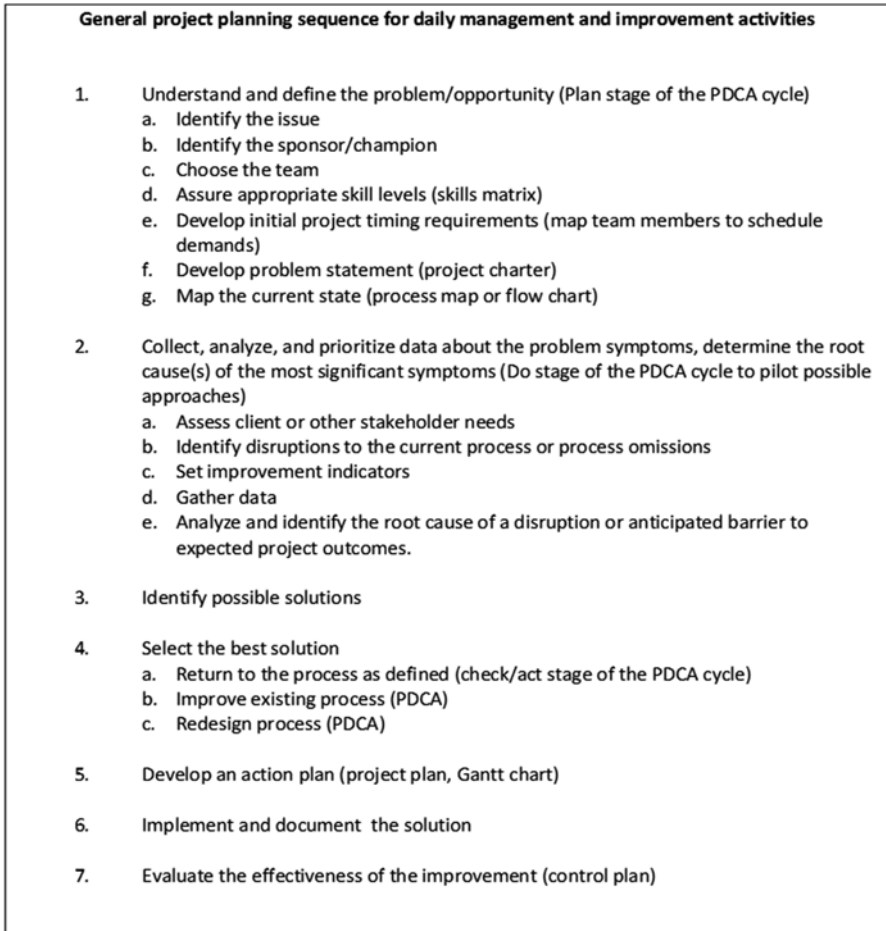 General project planning sequence for daily management and improvement activities
1. Understand and define the problem/opportunity (Plan stage of the PDCA cycle)
a. Identify the issue
b. Identify the sponsor/champion
c. Choose the team
d. Assure appropriate skill levels (skills matrix)
e. Develop initial project timing requirements (map team members to schedule
demands)
f. Develop problem statement (project charter)
g. Map the current state (process map or flow chart)
2. Collect, analyze, and prioritize data about the problem symptoms, determine the root
cause(s) of the most significant symptoms (Do stage of the PDCA cycle to pilot possible
approaches)
a. Assess client or other stakeholder needs
b. Identify disruptions to the current process or process omissions
c. Set improvement indicators
d. Gather data
e. Analyze and identify the root cause of a disruption or anticipated barrier to
expected project outcomes.
3. Identify possible solutions
4. Select the best solution
a. Return to the process as defined (check/act stage of the PDCA cycle)
b. Improve existing process (PDCA)
c. Redesign process (PDCA)
5. Develop an action plan (project plan, Gantt chart)
6. Implement and document the solution
7. Evaluate the effectiveness of the improvement (control plan)